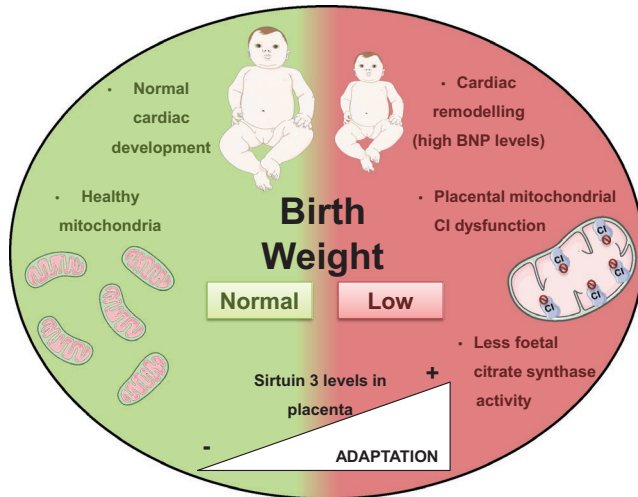 • Normal
cardiac
development
• Healthy
mitochondria
• Cardiac
remodelling
(high BNP levels)
• Placental mitochondrial
CI dysfunction
CI
CI
CI
CI
CI
• Less foetal
citrate synthase
activity
Birth
Weight
Normal
Low
Sirtuin 3 levels in
placenta
-
+
ADAPTATION